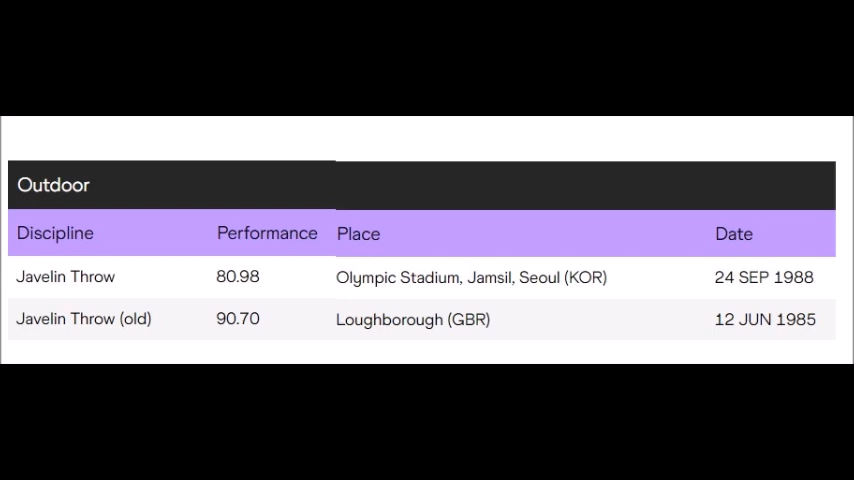 Outdoor
Discipline Performance Place Date
Javelin Throw 80.98 Olympic Stadium, Jamsil, Seoul (KOR) 24 SEP 1988
Javelin Throw (old) 90.70 Loughborough (GBR) 12 JUN 1985